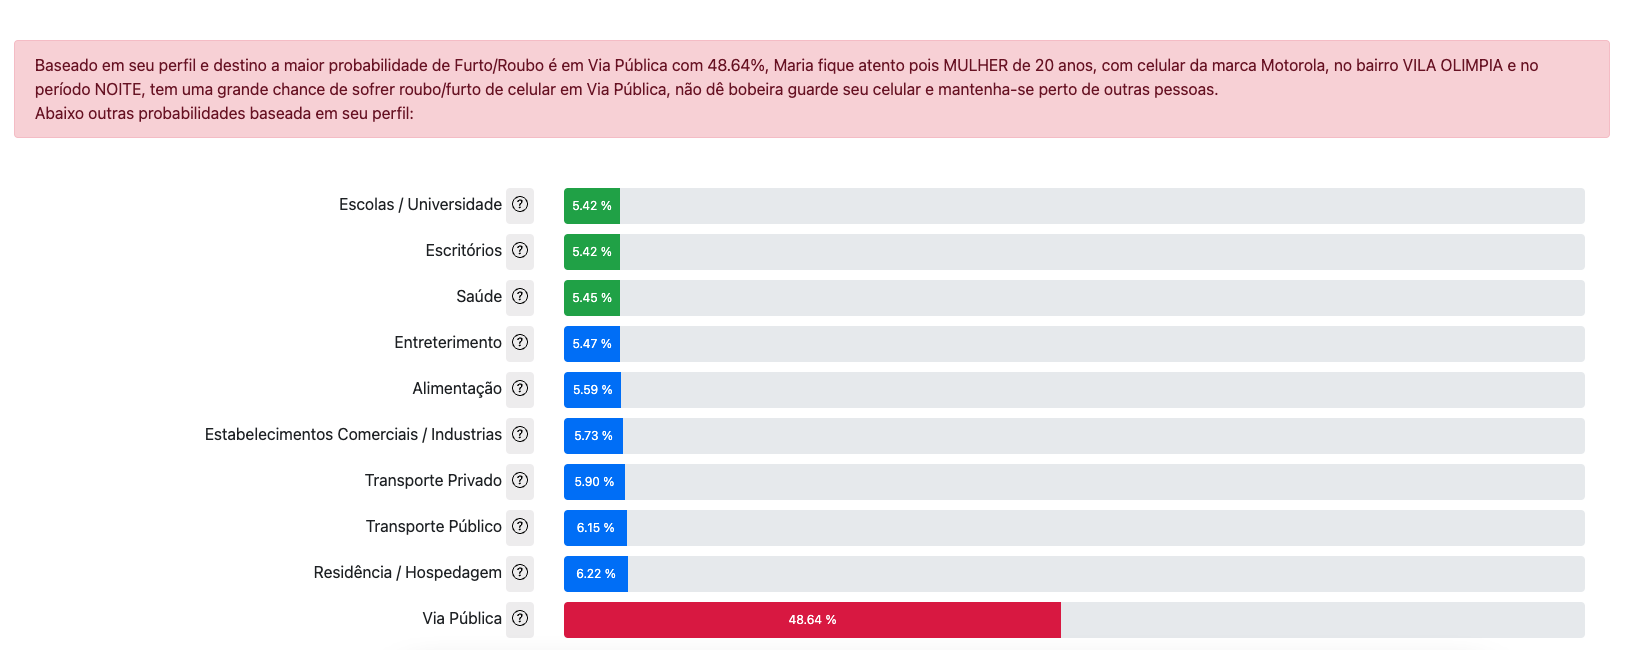 Baseado em seu perfil e destino a maior probabilidade de Furto/Roubo é em Via Pública com 48.64%, Maria fique atento pois MULHER de 20 anos, com celular da marca Motorola, no bairro VILA OLIMPIA e no
período NOITE, tem uma grande chance de sofrer roubo/furto de celular em Via Pública, não dê bobeira guarde seu celular e mantenha-se perto de outras pessoas.
Abaixo outras probabilidades baseada em seu perfil:
Escolas / Universidade ? 5.42 %
Escritórios ? 5.42 %
Saúde ? 5.45 %
Entreterimento ? 5.47 %
Alimentação ? 5.59 %
Estabelecimentos Comerciais / Industrias ? 5.73 %
Transporte Privado ? 5.90 %
Transporte Público ? 6.15 %
Residência / Hospedagem ? 6.22 %
Via Pública ? 48.64 %